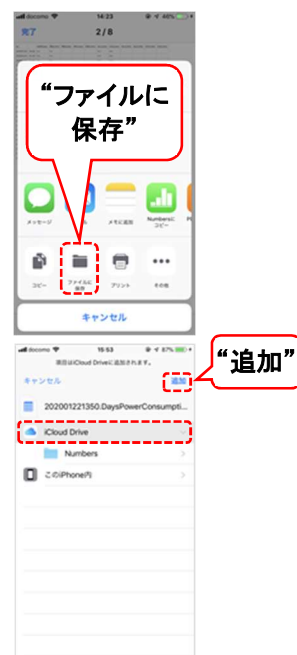 docomo 14:23 46%
完了 2/8
“ファイルに
保存”
メッセージ メモに追加 Numbersに
コピー
コピー ファイルに
保存 プリント その他
キャンセル
docomo 15:53 87%
項目はiCloud Driveに追加されます。
キャンセル 追加
“追加”
202001221350.DaysPowerConsumpti...
iCloud Drive
Numbers
このiPhone内